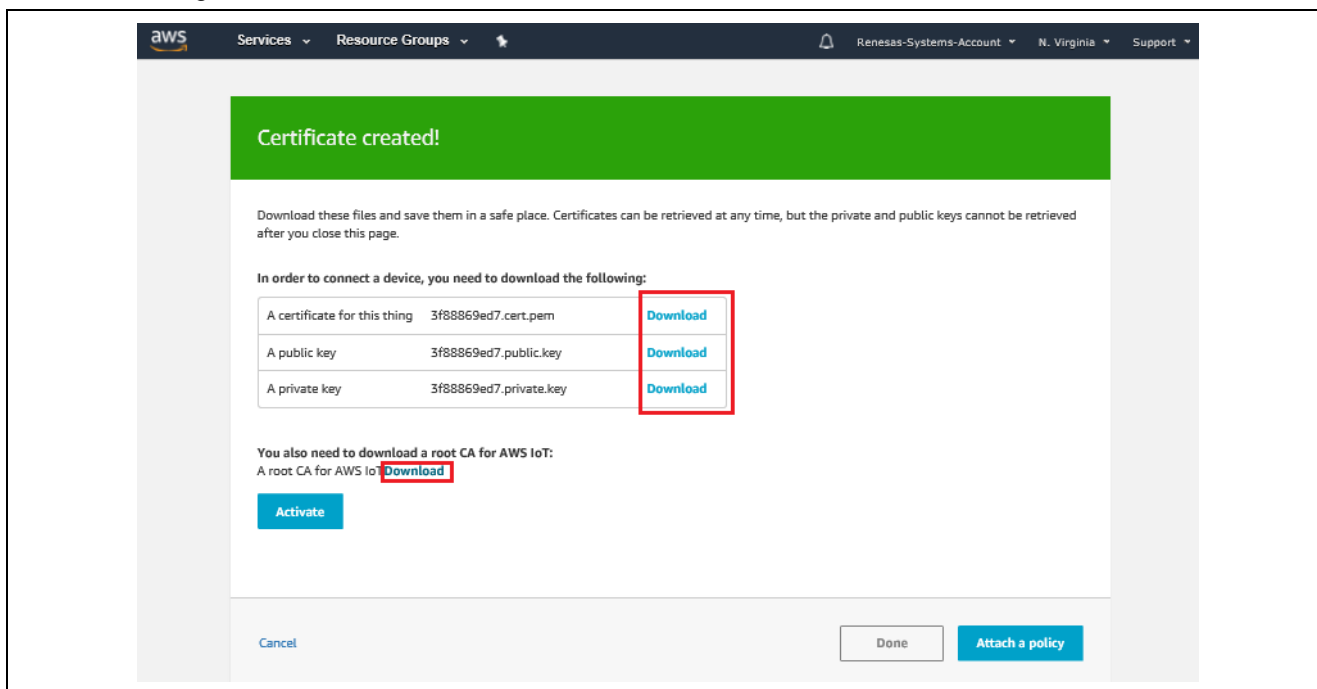 aws Services Resource Groups Renesas-Systems-Account N. Virginia Support
Certificate created!
Download these files and save them in a safe place. Certificates can be retrieved at any time, but the private and public keys cannot be retrieved
after you close this page.
In order to connect a device, you need to download the following:
A certificate for this thing 3f88869ed7.cert.pem Download
A public key 3f88869ed7.public.key Download
A private key 3f88869ed7.private.key Download
You also need to download a root CA for AWS IoT:
A root CA for AWS IoT Download
Activate
Cancel Done Attach a policy